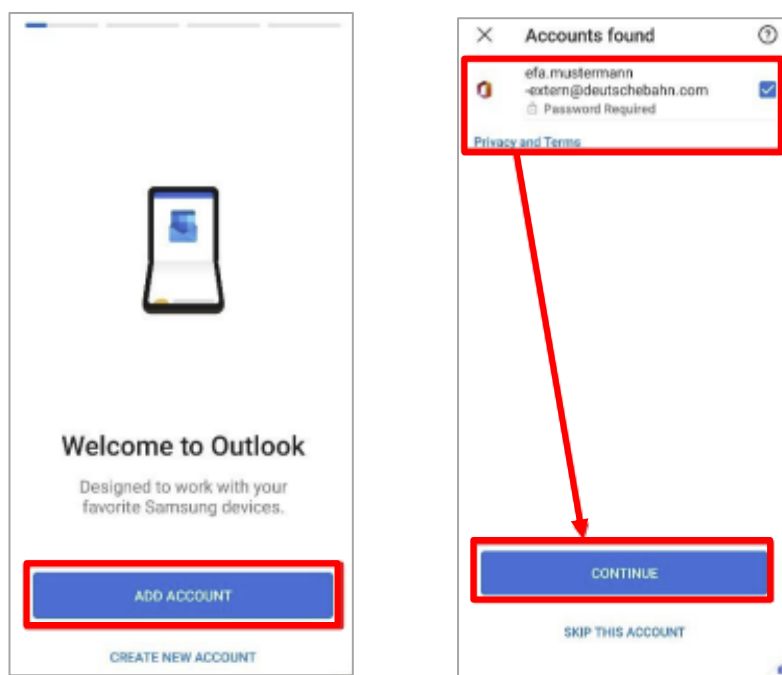 Welcome to Outlook
Designed to work with your
favorite Samsung devices.
ADD ACCOUNT
CREATE NEW ACCOUNT
Accounts found
efa.mustermann
-extern@deutschebahn.com
Password Required
Privacy and Terms
CONTINUE
SKIP THIS ACCOUNT